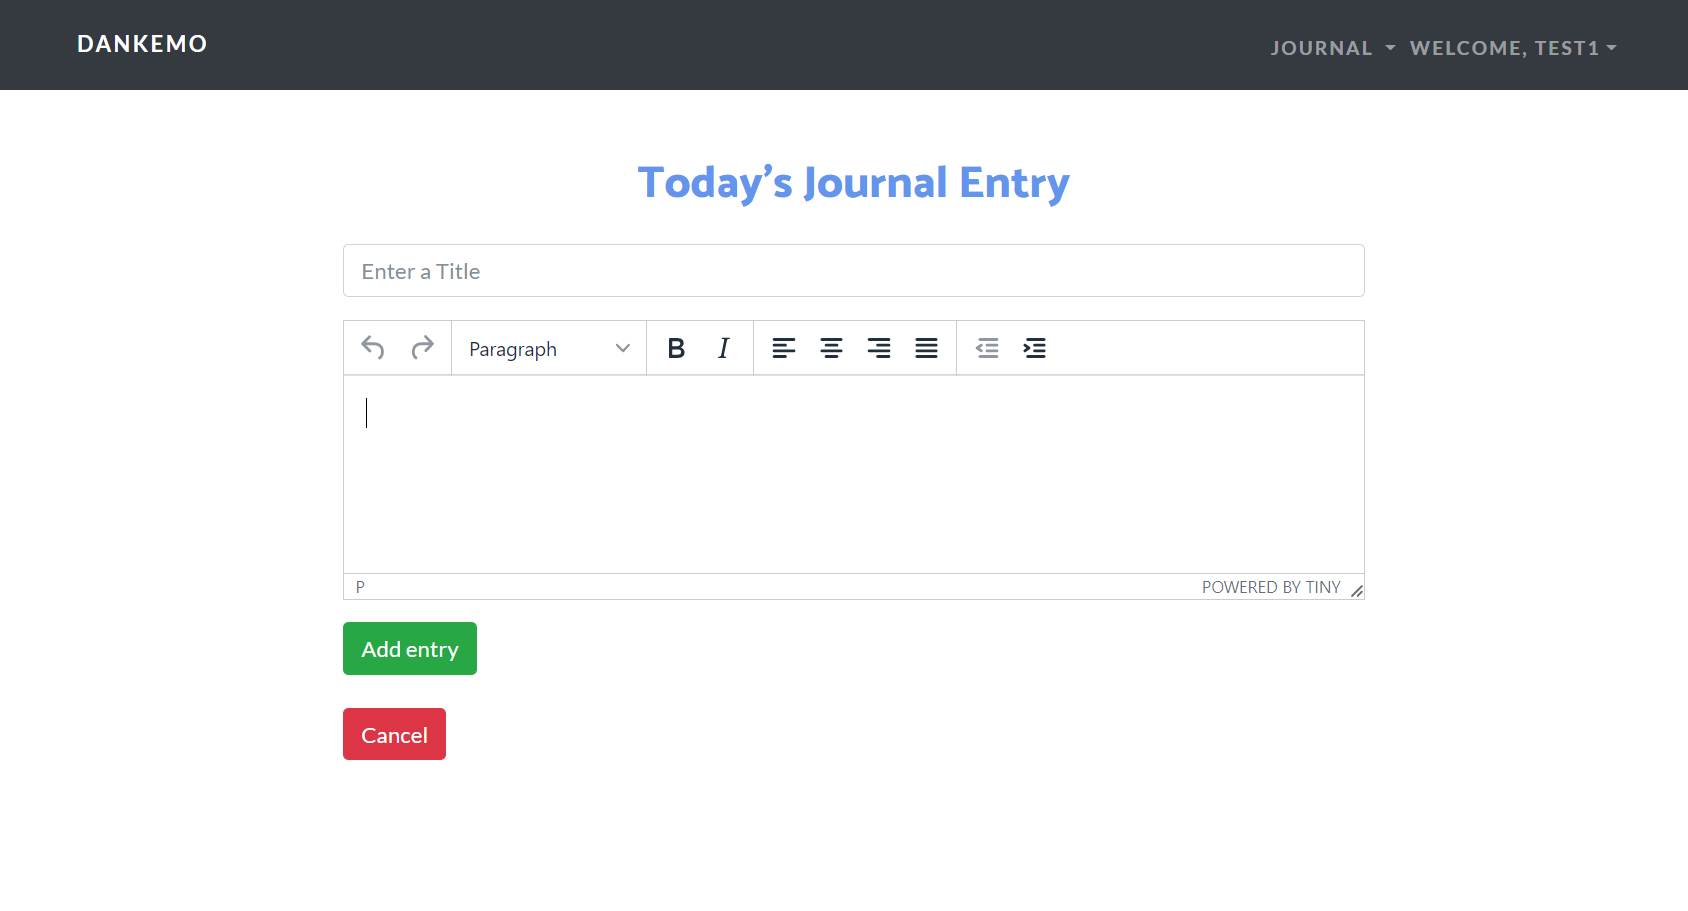 DANKEMO
JOURNAL WELCOME, TEST1
Today's Journal Entry
Enter a Title
Paragraph B I
P POWERED BY TINY
Add entry
Cancel